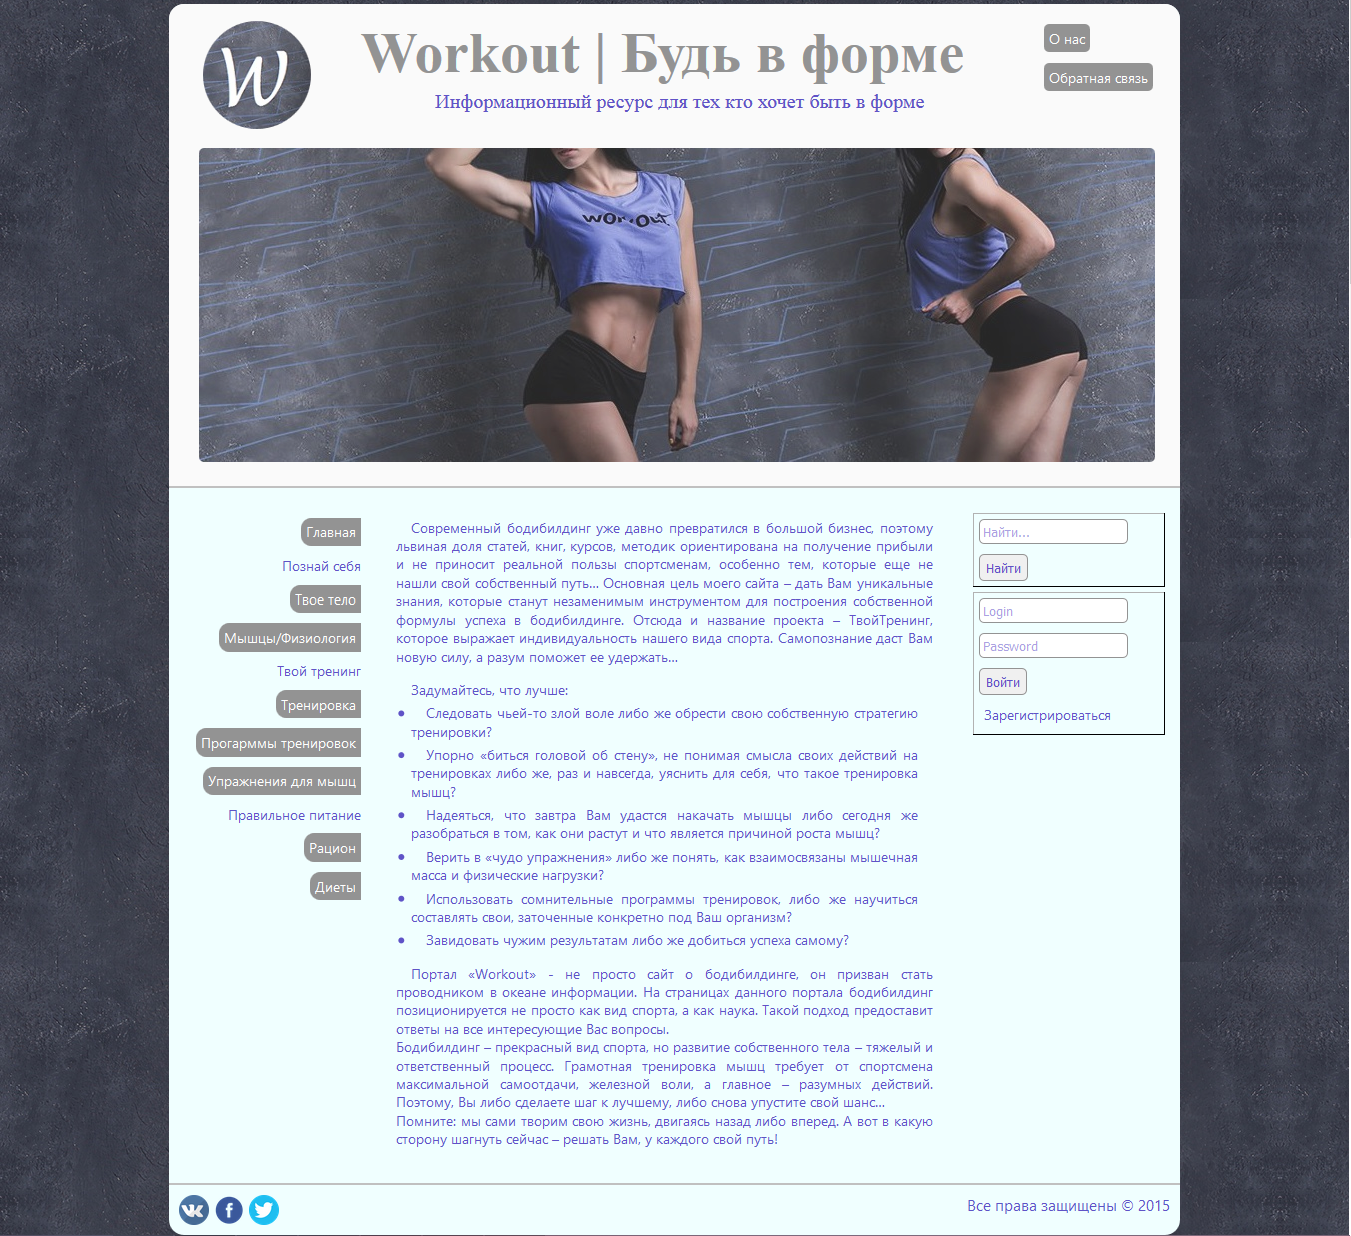 W
Workout | Будь в форме
Информационный ресурс для тех кто хочет быть в форме
О нас
Обратная связь
Главная
Познай себя
Твое тело
Мышцы/Физиология
Твой тренинг
Тренировка
Прогарммы тренировок
Упражнения для мышц
Правильное питание
Рацион
Диеты
Современный бодибилдинг уже давно превратился в большой бизнес, поэтому
львиная доля статей, книг, курсов, методик ориентирована на получение прибыли
и не приносит реальной пользы спортсменам, особенно тем, которые еще не
нашли свой собственный путь... Основная цель моего сайта – дать Вам уникальные
знания, которые станут незаменимым инструментом для построения собственной
формулы успеха в бодибилдинге. Отсюда и название проекта – ТвойТренинг,
которое выражает индивидуальность нашего вида спорта. Самопознание даст Вам
новую силу, а разум поможет ее удержать...
Задумайтесь, что лучше:
• Следовать чьей-то злой воле либо же обрести свою собственную стратегию
тренировки?
• Упорно «биться головой об стену», не понимая смысла своих действий на
тренировках либо же, раз и навсегда, уяснить для себя, что такое тренировка
мышц?
• Надеяться, что завтра Вам удастся накачать мышцы либо сегодня же
разобраться в том, как они растут и что является причиной роста мышц?
• Верить в «чудо упражнения» либо же понять, как взаимосвязаны мышечная
масса и физические нагрузки?
• Использовать сомнительные программы тренировок, либо же научиться
составлять свои, заточенные конкретно под Ваш организм?
• Завидовать чужим результатам либо же добиться успеха самому?
Портал «Workout» - не просто сайт о бодибилдинге, он призван стать
проводником в океане информации. На страницах данного портала бодибилдинг
позиционируется не просто как вид спорта, а как наука. Такой подход предоставит
ответы на все интересующие Вас вопросы.
Бодибилдинг – прекрасный вид спорта, но развитие собственного тела – тяжелый и
ответственный процесс. Грамотная тренировка мышц требует от спортсмена
максимальной самоотдачи, железной воли, а главное – разумных действий.
Поэтому, Вы либо сделаете шаг к лучшему, либо снова упустите свой шанс...
Помните: мы сами творим свою жизнь, двигаясь назад либо вперед. А вот в какую
сторону шагнуть сейчас – решать Вам, у каждого свой путь!
Найти...
Найти
Login
Password
Войти
Зарегистрироваться
Все права защищены © 2015